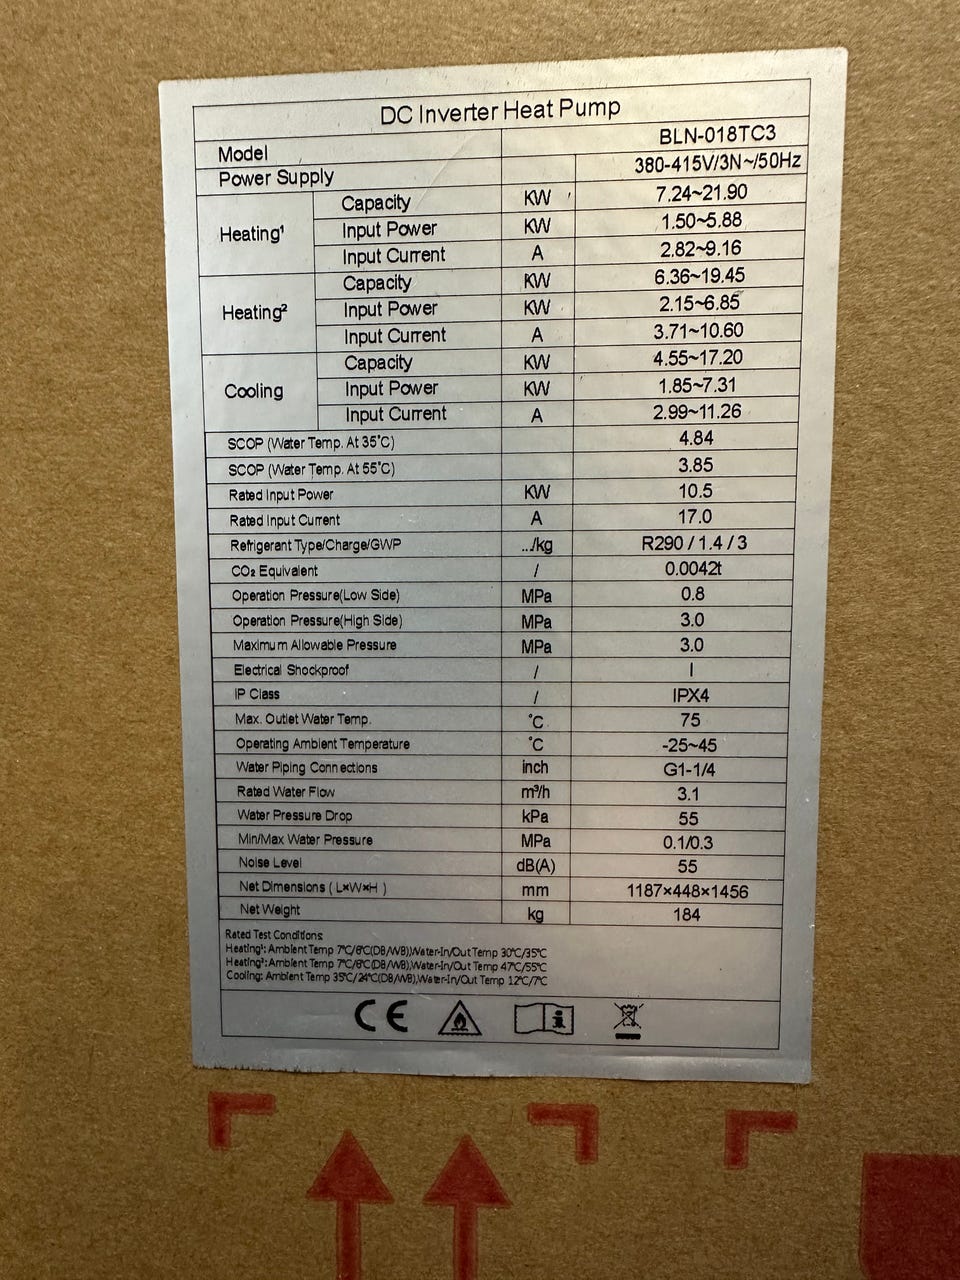 DC Inverter Heat Pump
Model BLN-018TC3
Power Supply 380-415V/3N~/50Hz
Heating¹ Capacity KW 7.24~21.90
Input Power KW 1.50~5.88
Input Current A 2.82~9.16
Heating² Capacity KW 6.36~19.45
Input Power KW 2.15~6.85
Input Current A 3.71~10.60
Cooling Capacity KW 4.55~17.20
Input Power KW 1.85~7.31
Input Current A 2.99~11.26
SCOP (Water Temp. At 35℃) 4.84
SCOP (Water Temp. At 55℃) 3.85
Rated Input Power KW 10.5
Rated Input Current A 17.0
Refrigerant Type/Charge/GWP .../kg R290 / 1.4 / 3
CO₂ Equivalent / 0.0042t
Operation Pressure(Low Side) MPa 0.8
Operation Pressure(High Side) MPa 3.0
Maximum Allowable Pressure MPa 3.0
Electrical Shockproof / I
IP Class / IPX4
Max. Outlet Water Temp. ℃ 75
Operating Ambient Temperature ℃ -25~45
Water Piping Connections inch G1-1/4
Rated Water Flow m³/h 3.1
Water Pressure Drop kPa 55
Min/Max Water Pressure MPa 0.1/0.3
Noise Level dB(A) 55
Net Dimensions ( L×W×H ) mm 1187×448×1456
Net Weight kg 184
Rated Test Conditions
Heating¹: Ambient Temp 7℃/6℃(DB/WB),Water-In/Out Temp 30℃/35℃
Heating²: Ambient Temp 7℃/6℃(DB/WB),Water-In/Out Temp 47℃/55℃
Cooling: Ambient Temp 35℃/24℃(DB/WB),Water-In/Out Temp 12℃/7℃
CE